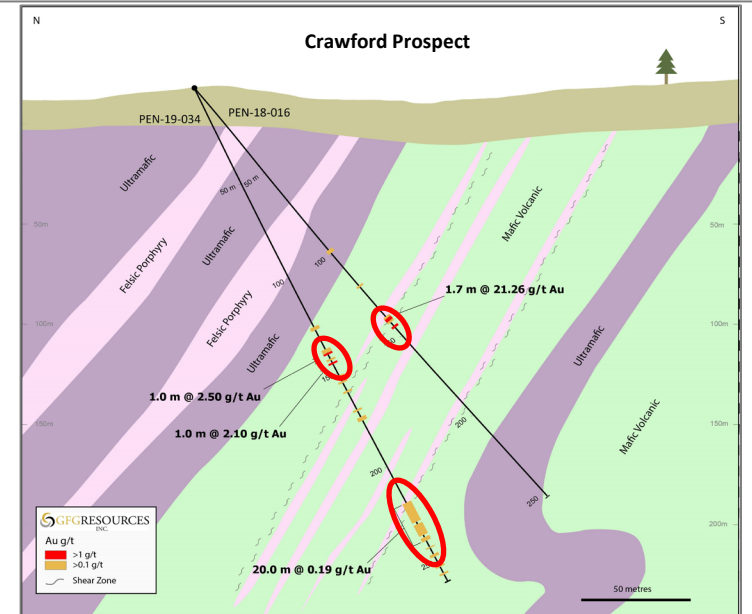 N
S
Crawford Prospect
PEN-19-034
PEN-18-016
Ultramafic
50 m
50 m
Mafic Volcanic
50m
50m
Ultramafic
Felsic Porphyry
100
100
1.7 m @ 21.26 g/t Au
Felsic Porphyry
100m
100m
Ultramafic
Ultramafic
1.0 m @ 2.50 g/t Au
Mafic Volcanic
1.0 m @ 2.10 g/t Au
150m
150m
200
200
250
GFGRESOURCES
INC.
200m
Au g/t
>1 g/t
>0.1 g/t
Shear Zone
20.0 m @ 0.19 g/t Au
50 metres